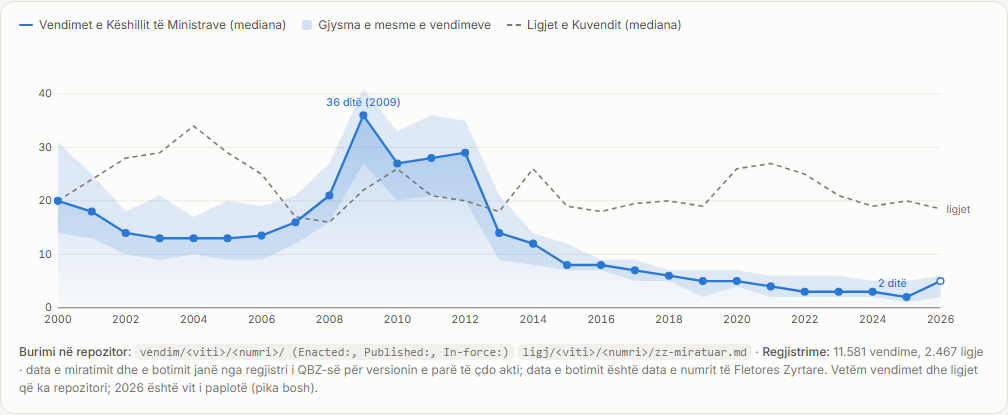 Vendimet e Këshillit të Ministrave (mediana) Gjysma e mesme e vendimeve Ligjet e Kuvendit (mediana)
40
36 ditë (2009)
30
20
ligjet
10
2 ditë
0
2000 2002 2004 2006 2008 2010 2012 2014 2016 2018 2020 2022 2024 2026
Burimi në repozitor: vendim/<viti>/<numri>/ (Enacted:, Published:, In-force:) ligj/<viti>/<numri>/zz-miratuar.md · Regjistrime: 11.581 vendime, 2.467 ligje
· data e miratimit dhe e botimit janë nga regjistri i QBZ-së për versionin e parë të çdo akti; data e botimit është data e numrit të Fletores Zyrtare. Vetëm vendimet dhe ligjet
që ka repozitori; 2026 është vit i paplotë (pika bosh).